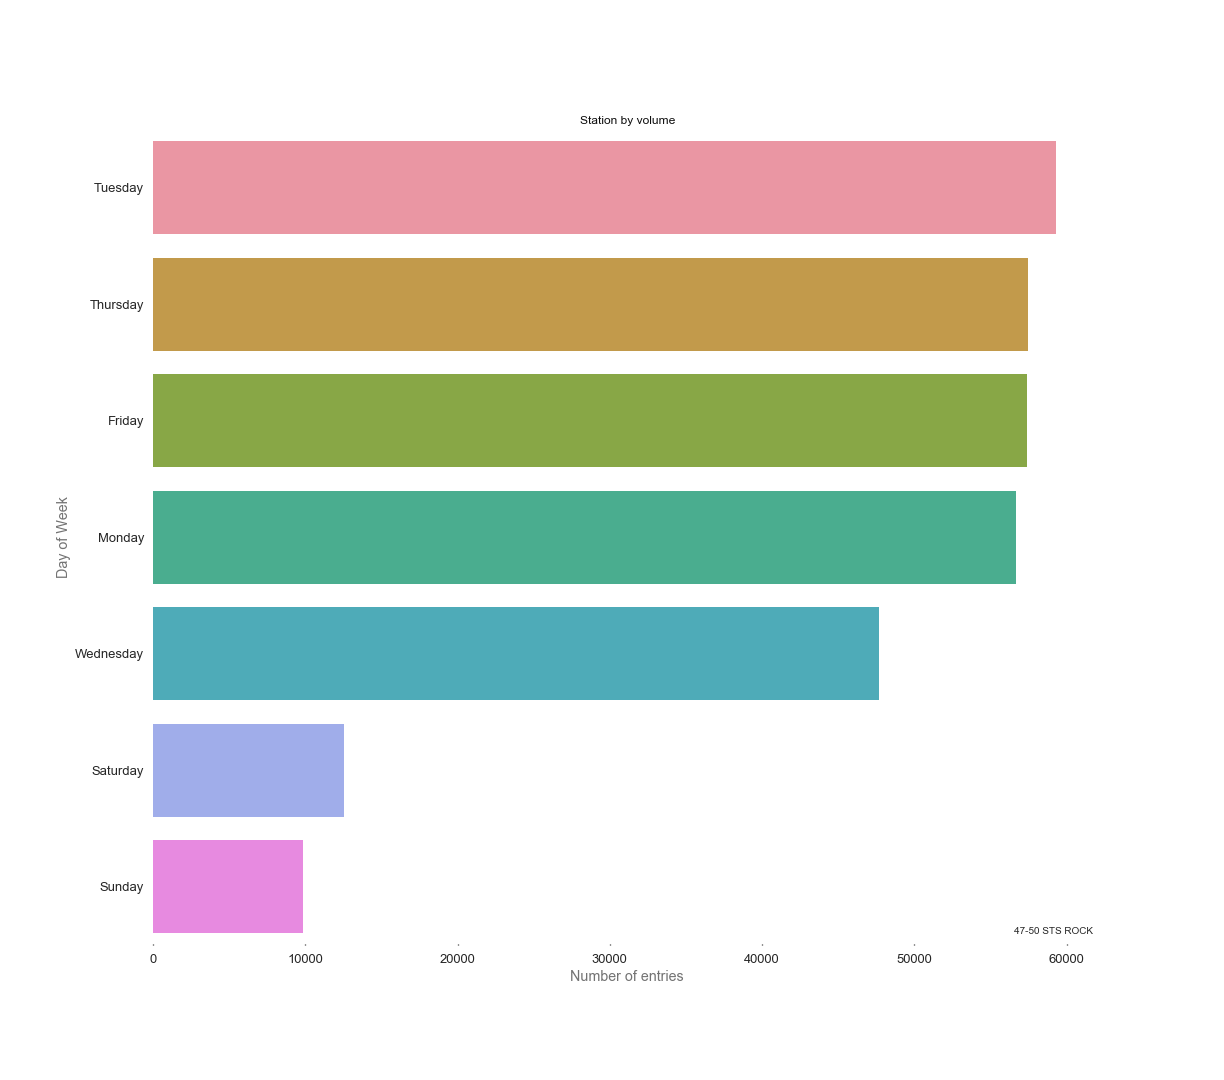 Station by volume
Tuesday
Thursday
Friday
Monday
Wednesday
Saturday
Sunday
Day of Week
47-50 STS ROCK
0 10000 20000 30000 40000 50000 60000
Number of entries